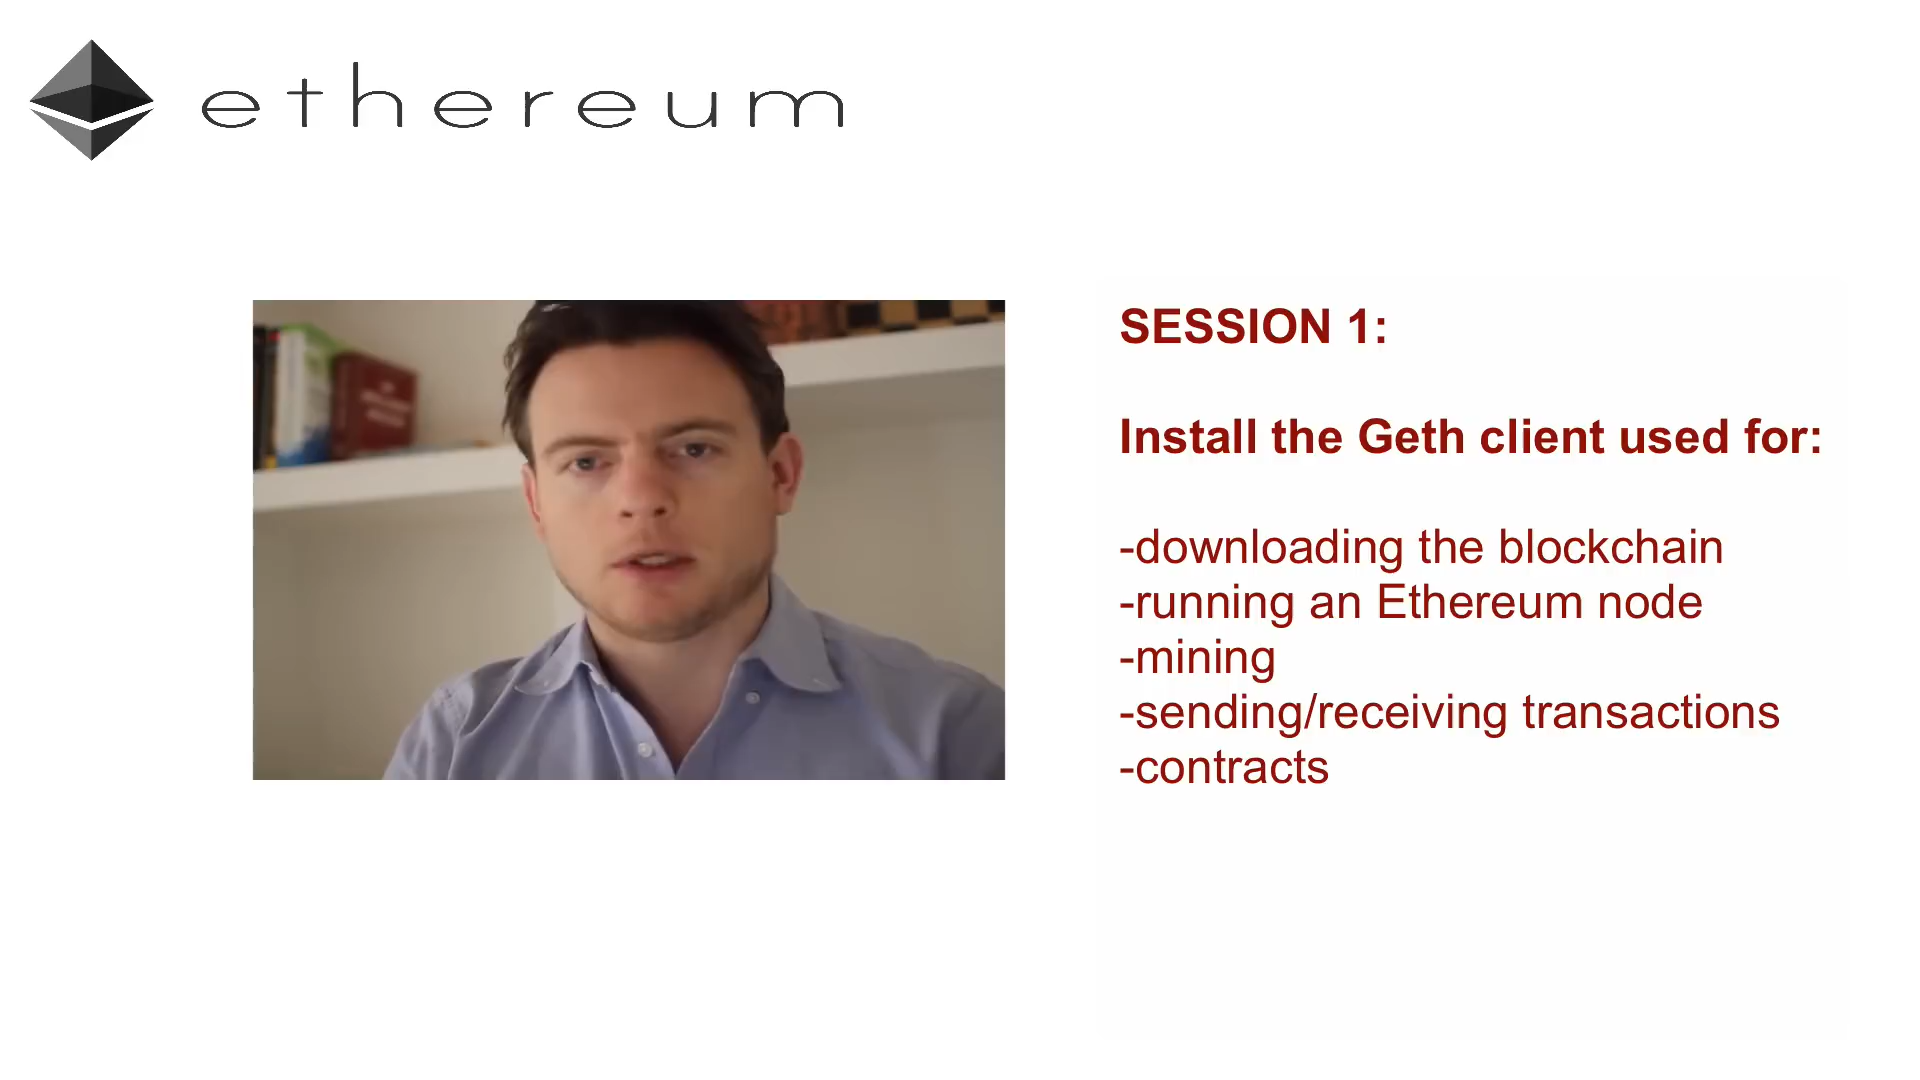 ethereum
SESSION 1:
Install the Geth client used for:
-downloading the blockchain
-running an Ethereum node
-mining
-sending/receiving transactions
-contracts